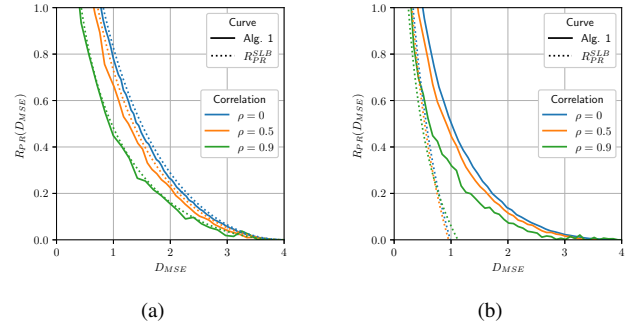 1.0
0.8
0.6
0.4
0.2
0.0
0
1
2
3
4
R_{PR}(D_{MSE})
D_{MSE}
Curve
Alg. 1
R_{PR}^{SLB}
Correlation
ρ = 0
ρ = 0.5
ρ = 0.9
(a)
1.0
0.8
0.6
0.4
0.2
0.0
0
1
2
3
4
R_{PR}(D_{MSE})
D_{MSE}
Curve
Alg. 1
R_{PR}^{SLB}
Correlation
ρ = 0
ρ = 0.5
ρ = 0.9
(b)